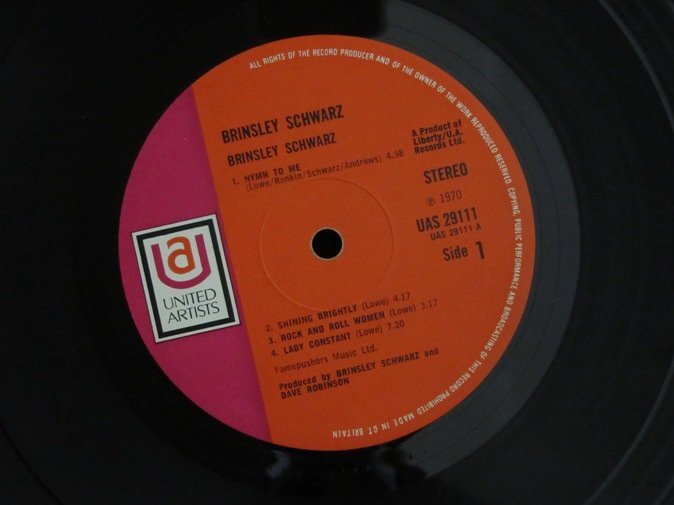 ALL RIGHTS OF THE RECORD PRODUCER AND OF THE OWNER OF THE WORK REPRODUCED RESERVED COPYING, PUBLIC PERFORMANCE AND BROADCASTING OF THIS RECORD PROHIBITED MADE IN GT. BRITAIN
BRINSLEY SCHWARZ
BRINSLEY SCHWARZ
1. HYMN TO ME
(Lowe/Rankin/Schwarz/Andrews) 4.38
A Product of
Liberty/U.A.
Records Ltd.
STEREO
℗ 1970
UAS 29111
UAS 29111 A
Side 1
UA
UNITED
ARTISTS
2. SHINING BRIGHTLY (Lowe) 4.17
3. ROCK AND ROLL WOMEN (Lowe) 3.17
4. LADY CONSTANT (Lowe) 7.20
Famepushers Music Ltd.
Produced by BRINSLEY SCHWARZ and
DAVE ROBINSON